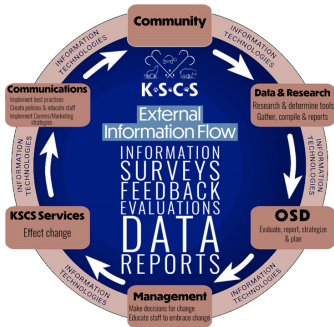 Community
INFORMATION TECHNOLOGIES
INFORMATION TECHNOLOGIES
Communications
Implement best practices
Create policies & educate staff
Implement Comms/Marketing
strategies
K·S·C·S
External
Information Flow
Data & Research
Research & determine tools
Gather, compile & reports
INFORMATION
SURVEYS
FEEDBACK
EVALUATIONS
DATA
REPORTS
INFORMATION TECHNOLOGIES
INFORMATION TECHNOLOGIES
KSCS Services
Effect change
OSD
Evaluate, report, strategize
& plan
INFORMATION TECHNOLOGIES
INFORMATION TECHNOLOGIES
Management
Make decisions for change
Educate staff to embrace change